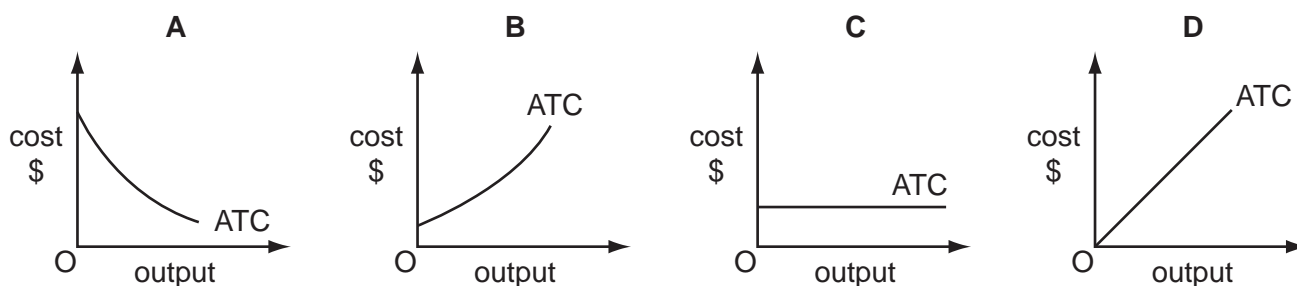 A
cost
$
ATC
O
output
B
cost
$
ATC
O
output
C
cost
$
ATC
O
output
D
cost
$
ATC
O
output